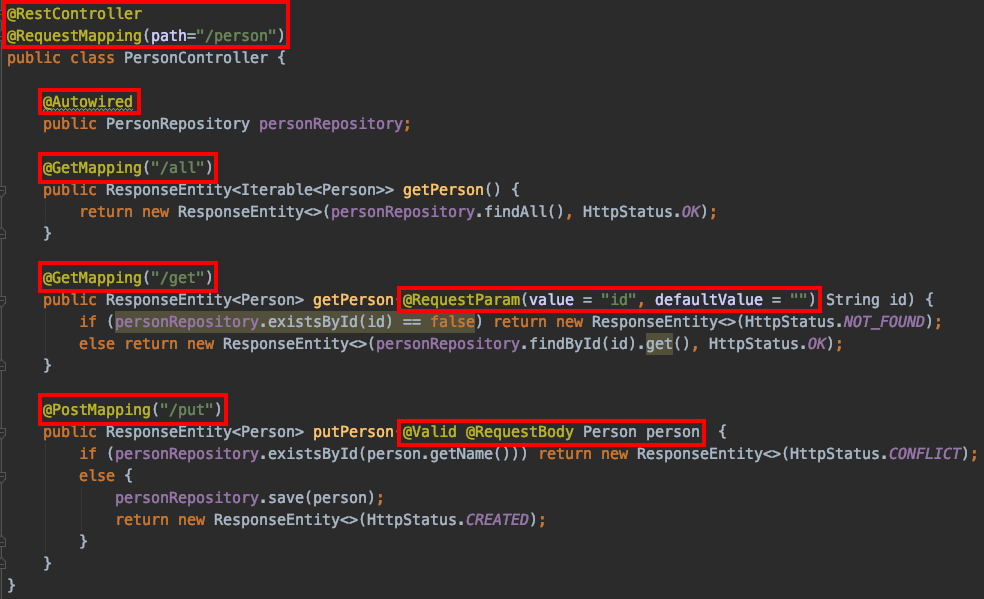 @RestController
@RequestMapping(path="/person")
public class PersonController {
@Autowired
public PersonRepository personRepository;
@GetMapping("/all")
public ResponseEntity<Iterable<Person>> getPerson() {
return new ResponseEntity<>(personRepository.findAll(), HttpStatus.OK);
}
@GetMapping("/get")
public ResponseEntity<Person> getPerson @RequestParam(value = "id", defaultValue = "") String id) {
if (personRepository.existsById(id) == false) return new ResponseEntity<>(HttpStatus.NOT_FOUND);
else return new ResponseEntity<>(personRepository.findById(id).get(), HttpStatus.OK);
}
@PostMapping("/put")
public ResponseEntity<Person> putPerson @Valid @RequestBody Person person {
if (personRepository.existsById(person.getName())) return new ResponseEntity<>(HttpStatus.CONFLICT);
else {
personRepository.save(person);
return new ResponseEntity<>(HttpStatus.CREATED);
}
}
}